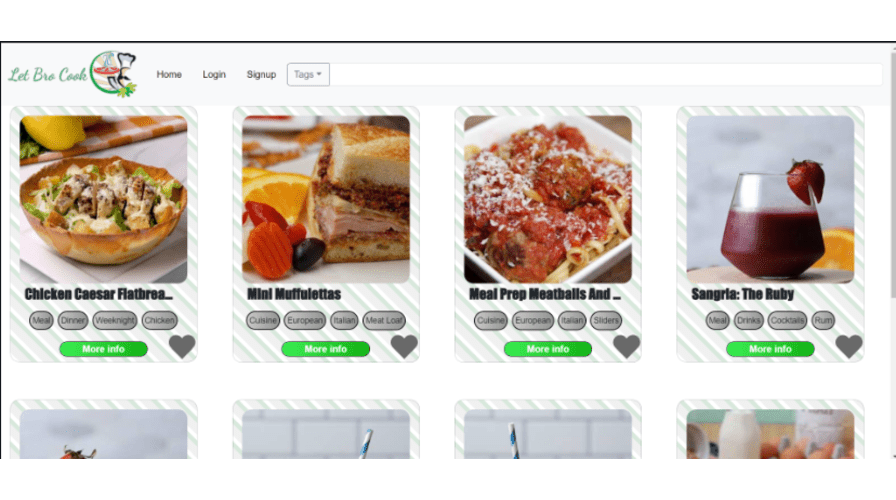 Let Bro Cook Home Login Signup Tags
Chicken Caesar Flatbrea... Mini Muffulettas Meal Prep Meatballs And ... Sangria: The Ruby
Meal Dinner Weeknight Chicken Cuisine European Italian Meat Loaf Cuisine European Italian Sliders Meal Drinks Cocktails Rum
More info More info More info More info